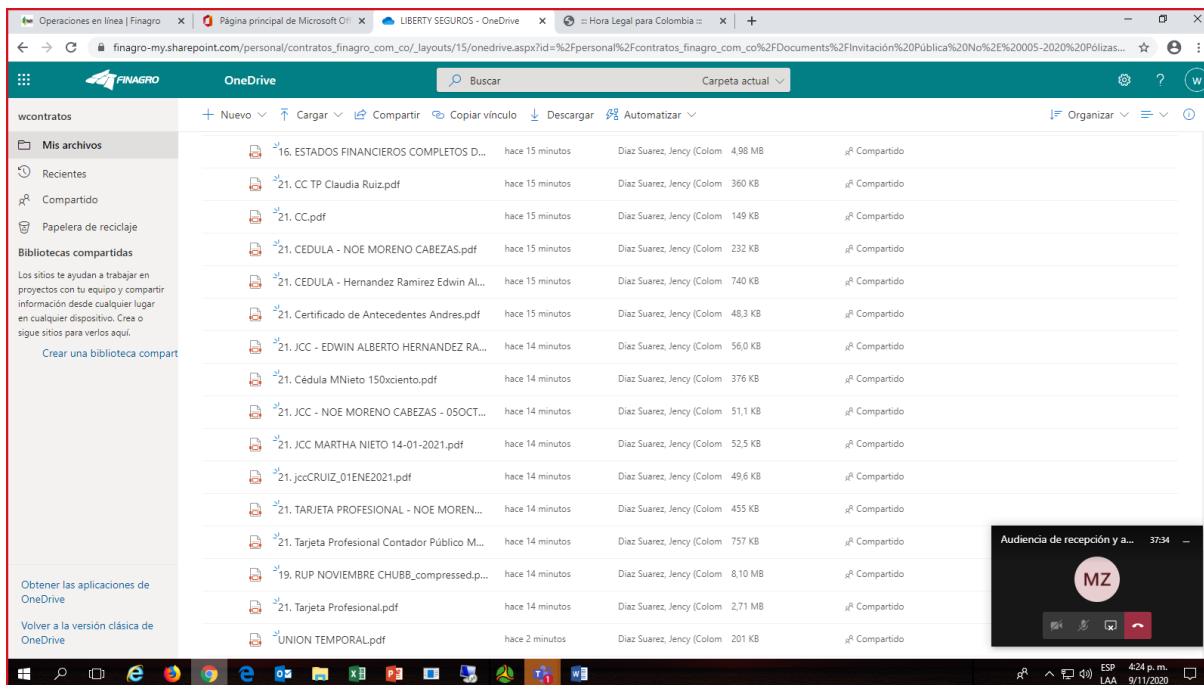 Operaciones en línea | Finagro
Página principal de Microsoft Off
LIBERTY SEGUROS - OneDrive
::: Hora Legal para Colombia :::
finagro-my.sharepoint.com/personal/contratos_finagro_com_co/_layouts/15/onedrive.aspx?id=%2Fpersonal%2Fcontratos_finagro_com_co%2FDocuments%2FInvitación%20Pública%20No%2E%20005-2020%20Pólizas...
FINAGRO OneDrive Buscar Carpeta actual ? W
wcontratos
Nuevo Cargar Compartir Copiar vínculo Descargar Automatizar Organizar
Mis archivos
Recientes
Compartido
Papelera de reciclaje
Bibliotecas compartidas
Los sitios te ayudan a trabajar en
proyectos con tu equipo y compartir
información desde cualquier lugar
en cualquier dispositivo. Crea o
sigue sitios para verlos aquí.
Crear una biblioteca compart
Obtener las aplicaciones de
OneDrive
Volver a la versión clásica de
OneDrive
16. ESTADOS FINANCIEROS COMPLETOS D... hace 15 minutos Diaz Suarez, Jency (Colom 4,98 MB Compartido
21. CC TP Claudia Ruiz.pdf hace 15 minutos Diaz Suarez, Jency (Colom 360 KB Compartido
21. CC.pdf hace 15 minutos Diaz Suarez, Jency (Colom 149 KB Compartido
21. CEDULA - NOE MORENO CABEZAS.pdf hace 15 minutos Diaz Suarez, Jency (Colom 232 KB Compartido
21. CEDULA - Hernandez Ramirez Edwin Al... hace 15 minutos Diaz Suarez, Jency (Colom 740 KB Compartido
21. Certificado de Antecedentes Andres.pdf hace 15 minutos Diaz Suarez, Jency (Colom 48,3 KB Compartido
21. JCC - EDWIN ALBERTO HERNANDEZ RA... hace 14 minutos Diaz Suarez, Jency (Colom 56,0 KB Compartido
21. Cédula MNieto 150xciento.pdf hace 14 minutos Diaz Suarez, Jency (Colom 376 KB Compartido
21. JCC - NOE MORENO CABEZAS - 05OCT... hace 14 minutos Diaz Suarez, Jency (Colom 51,1 KB Compartido
21. JCC MARTHA NIETO 14-01-2021.pdf hace 14 minutos Diaz Suarez, Jency (Colom 52,5 KB Compartido
21. jccCRUIZ_01ENE2021.pdf hace 14 minutos Diaz Suarez, Jency (Colom 49,6 KB Compartido
21. TARJETA PROFESIONAL - NOE MOREN... hace 14 minutos Diaz Suarez, Jency (Colom 455 KB Compartido
21. Tarjeta Profesional Contador Público M... hace 14 minutos Diaz Suarez, Jency (Colom 757 KB Compartido
19. RUP NOVIEMBRE CHUBB_compressed.p... hace 14 minutos Diaz Suarez, Jency (Colom 8,10 MB Compartido
21. Tarjeta Profesional.pdf hace 14 minutos Diaz Suarez, Jency (Colom 2,71 MB Compartido
UNION TEMPORAL.pdf hace 2 minutos Diaz Suarez, Jency (Colom 201 KB Compartido
Audiencia de recepción y a... 37:34
MZ
ESP 4:24 p. m.
LAA 9/11/2020